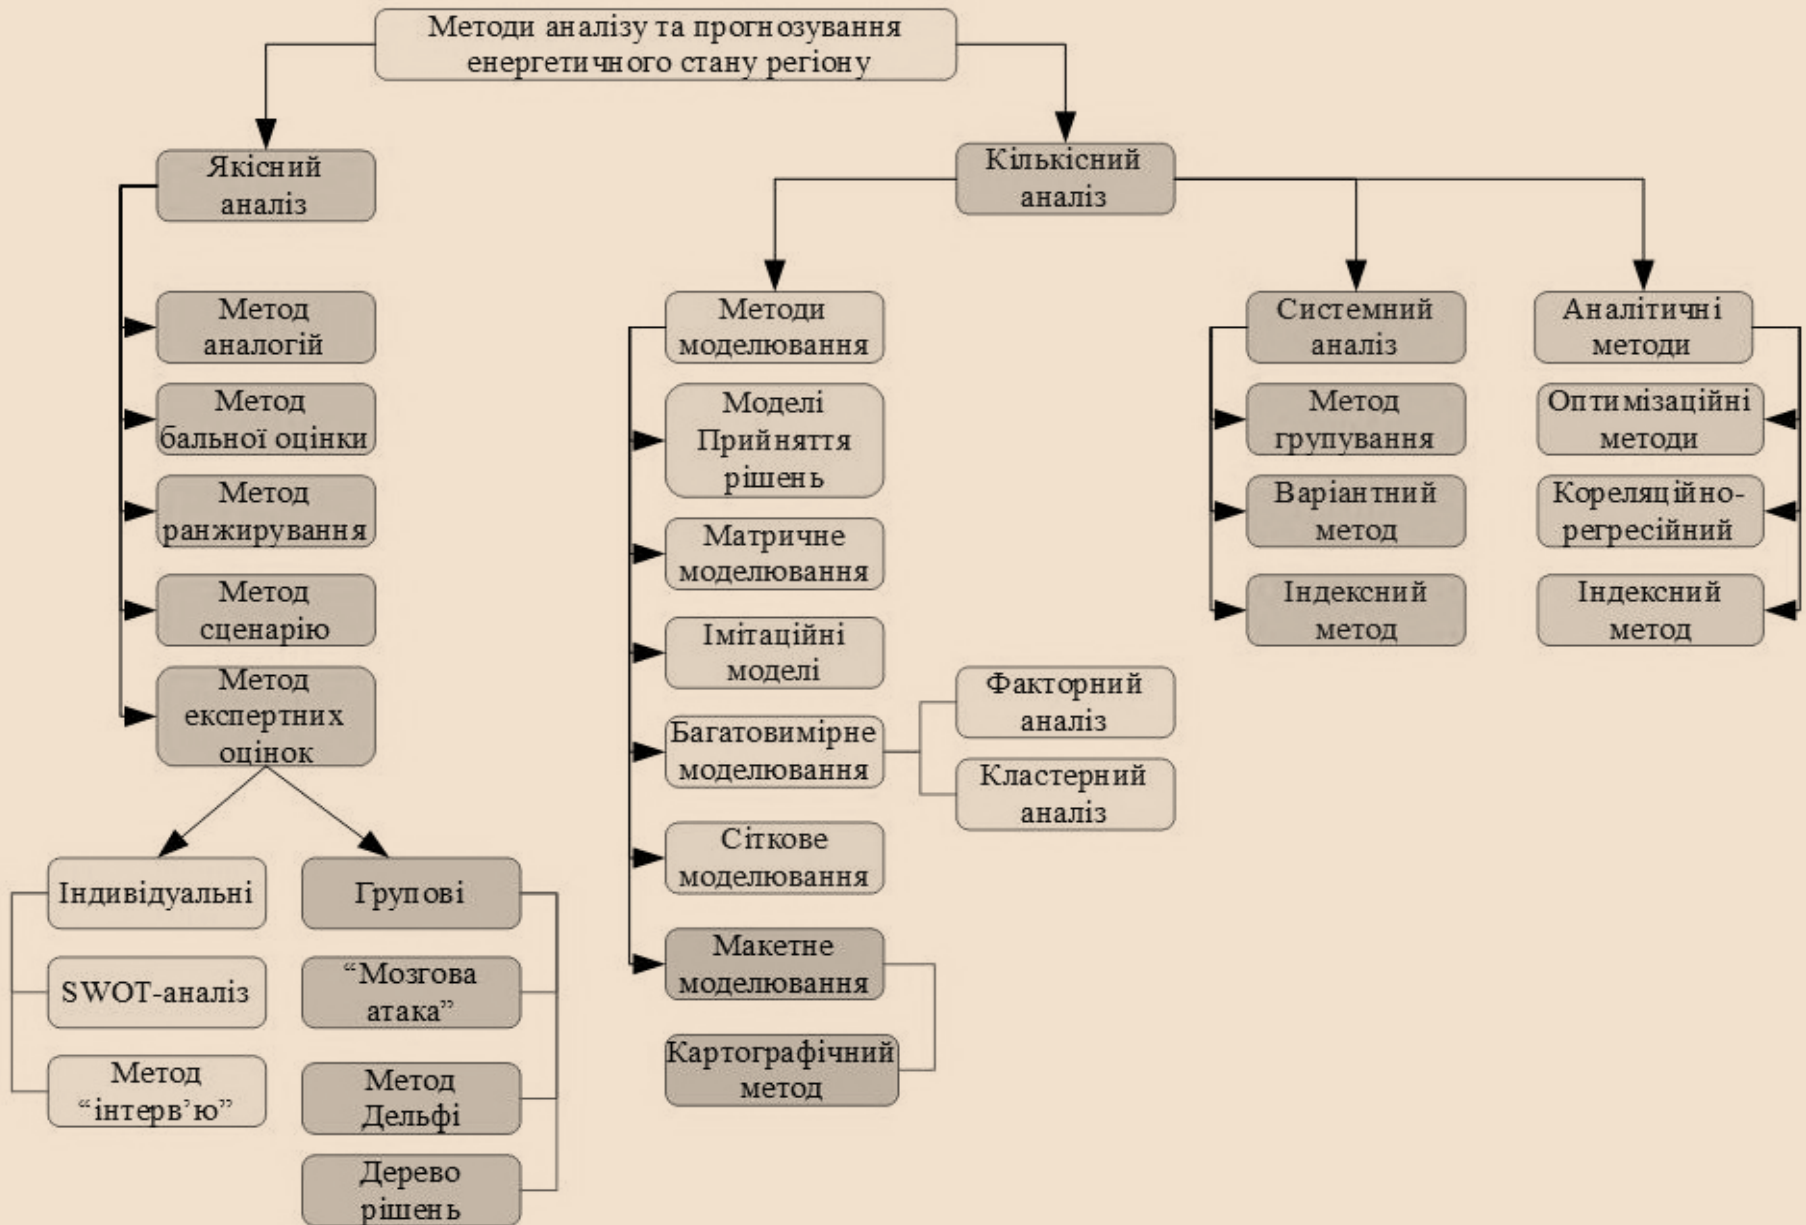 Методи аналізу та прогнозування
енергетичного стану регіону
Якісний
аналіз
Кількісний
аналіз
Метод
аналогій
Метод
бальної оцінки
Метод
ранжирування
Метод
сценарію
Метод
експертних
оцінок
Індивідуальні
SWOT-аналіз
Метод
“інтерв’ю”
Групові
“Мозгова
атака”
Метод
Дельфі
Дерево
рішень
Методи
моделювання
Моделі
Прийняття
рішень
Матричне
моделювання
Імітаційні
моделі
Багатовимірне
моделювання
Факторний
аналіз
Кластерний
аналіз
Сіткове
моделювання
Макетне
моделювання
Картографічний
метод
Системний
аналіз
Метод
групування
Варіантний
метод
Індексний
метод
Аналітичні
методи
Оптимізаційні
методи
Кореляційно-
регресійний
Індексний
метод